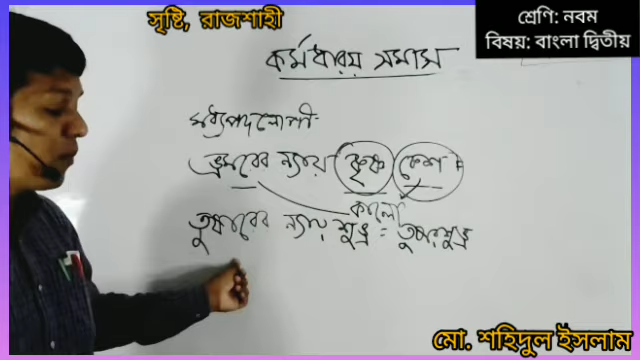 সৃষ্টি, রাজশাহী
শ্রেণি: নবম
বিষয়: বাংলা দ্বিতীয়
কর্মধারয় সমাস
মধ্যপদলোপী
ভ্রমরের ন্যায় কৃষ্ণ কেশ =
কালো
তুষারের ন্যায় শুভ্র = তুষারশুভ্র
মো. শহিদুল ইসলাম